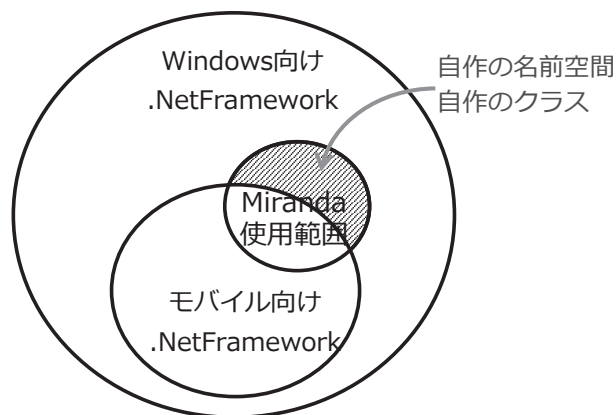 Windows向け
.NetFramework
自作の名前空間
自作のクラス
Miranda
使用範囲
モバイル向け
.NetFramework